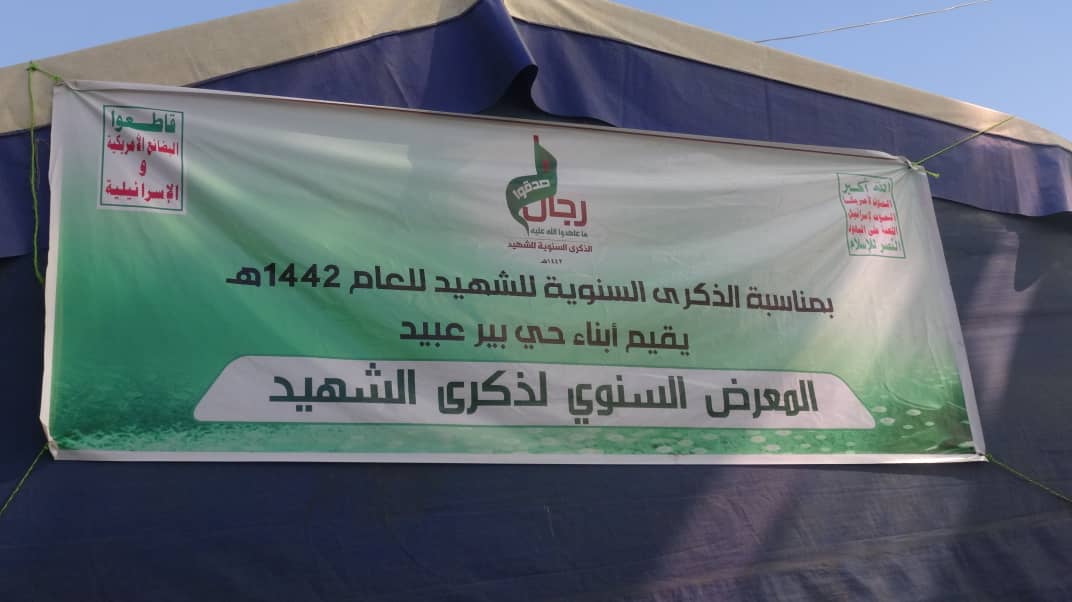 الله أكبر
الموت لأمريكا
الموت لإسرائيل
اللعنة على اليهود
النصر للإسلام
صدقوا
رجال
ما عاهدوا الله عليه
الذكرى السنوية للشهيد
١٤٤٢هـ
قاطعوا
البضائع الأمريكية
و
الإسرائيلية
بمناسبة الذكرى السنوية للشهيد للعام 1442هـ
يقيم أبناء حي بير عبيد
المعرض السنوي لذكرى الشهيد